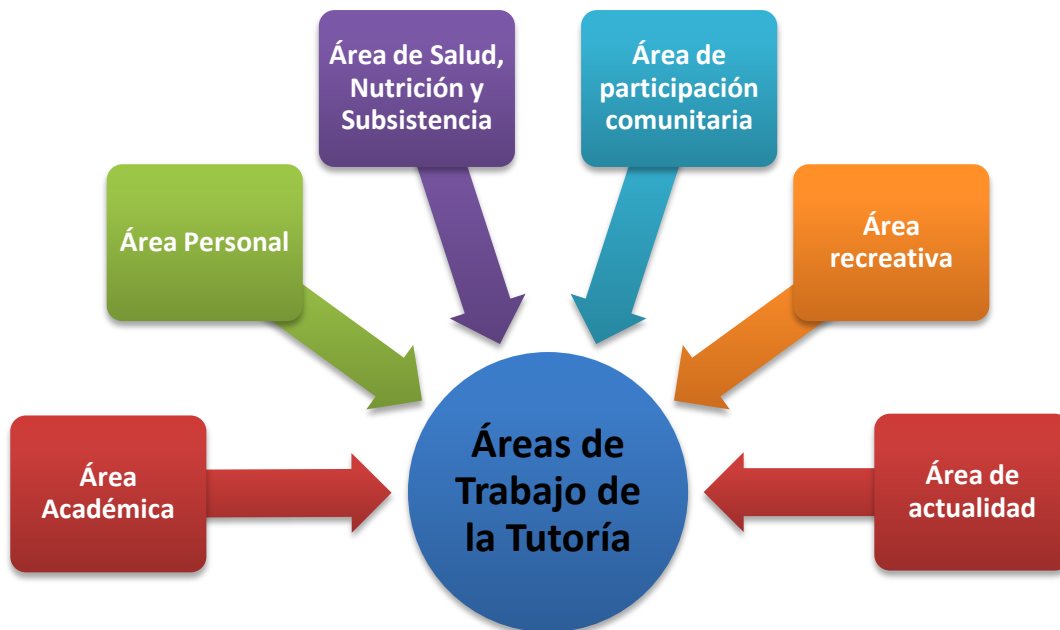 Área de Salud,
Nutrición y
Subsistencia
Área de
participación
comunitaria
Área Personal
Área
recreativa
Área
Académica
Áreas de
Trabajo de
la Tutoría
Área de
actualidad